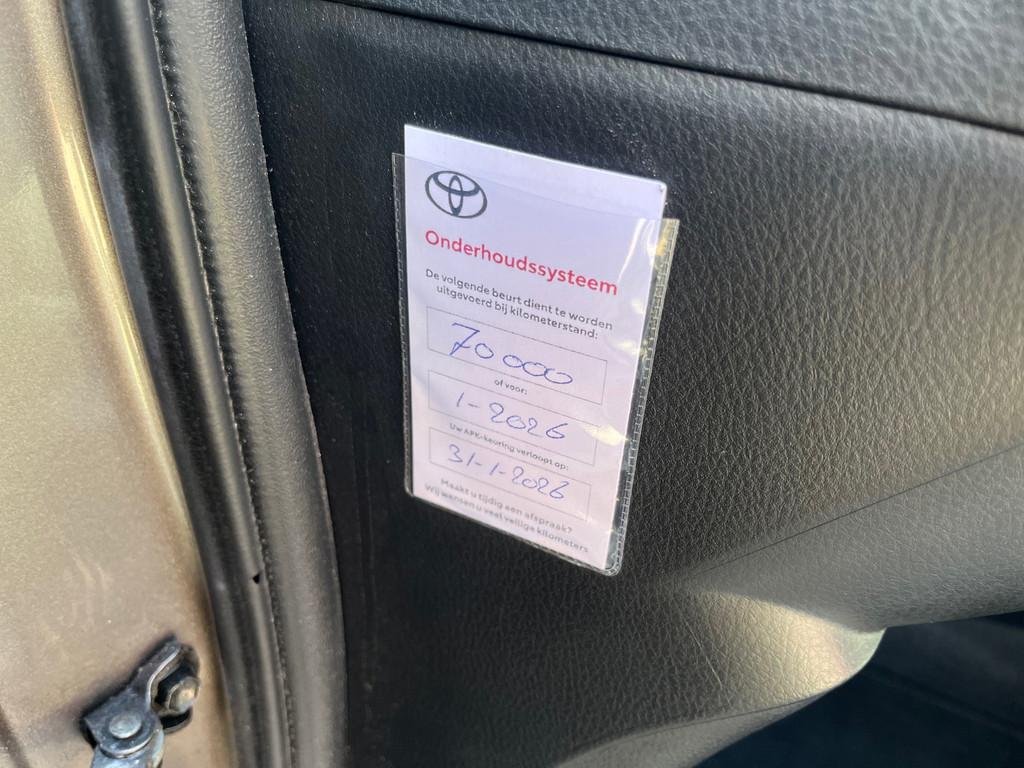 Onderhoudssysteem
De volgende beurt dient te worden
uitgevoerd bij kilometerstand:
70 000
of voor:
1-2026
Uw APK-keuring verloopt op:
31-1-2026
Maakt u tijdig een afspraak?
Wij wensen u veel veilige kilometers